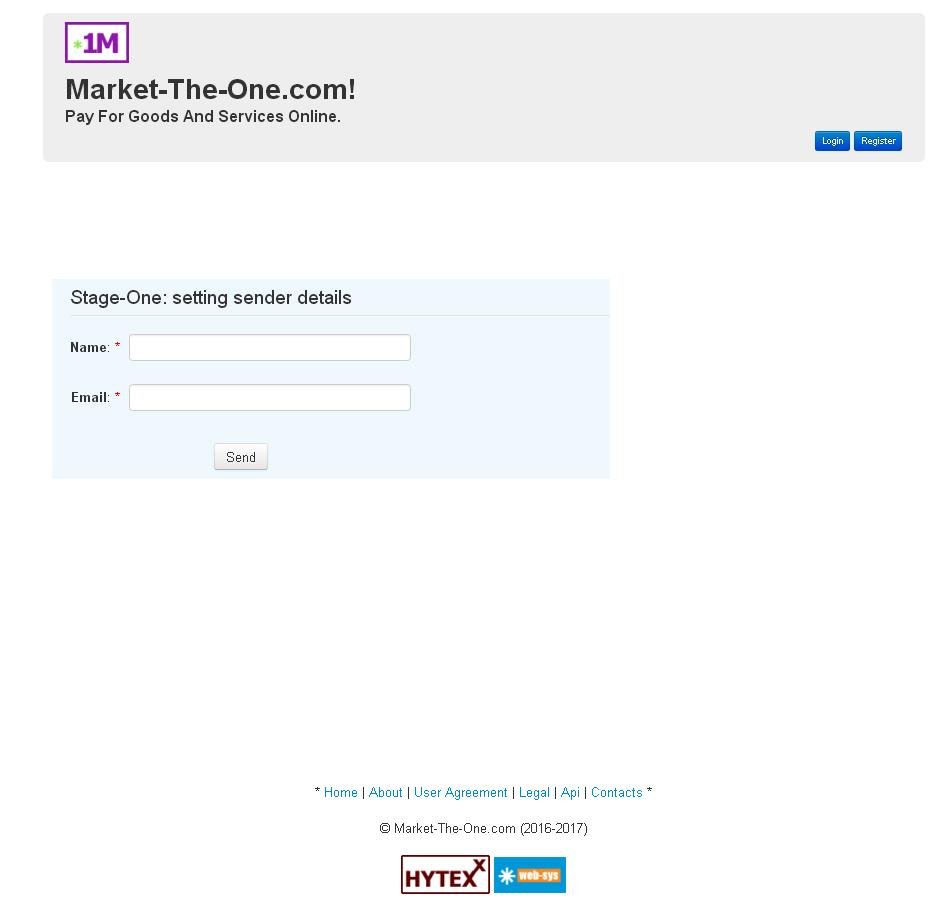 *1M
Market-The-One.com!
Pay For Goods And Services Online.
Login Register
Stage-One: setting sender details
Name: *
Email: *
Send
* Home | About | User Agreement | Legal | Api | Contacts *
© Market-The-One.com (2016-2017)
HYTEX X web-sys